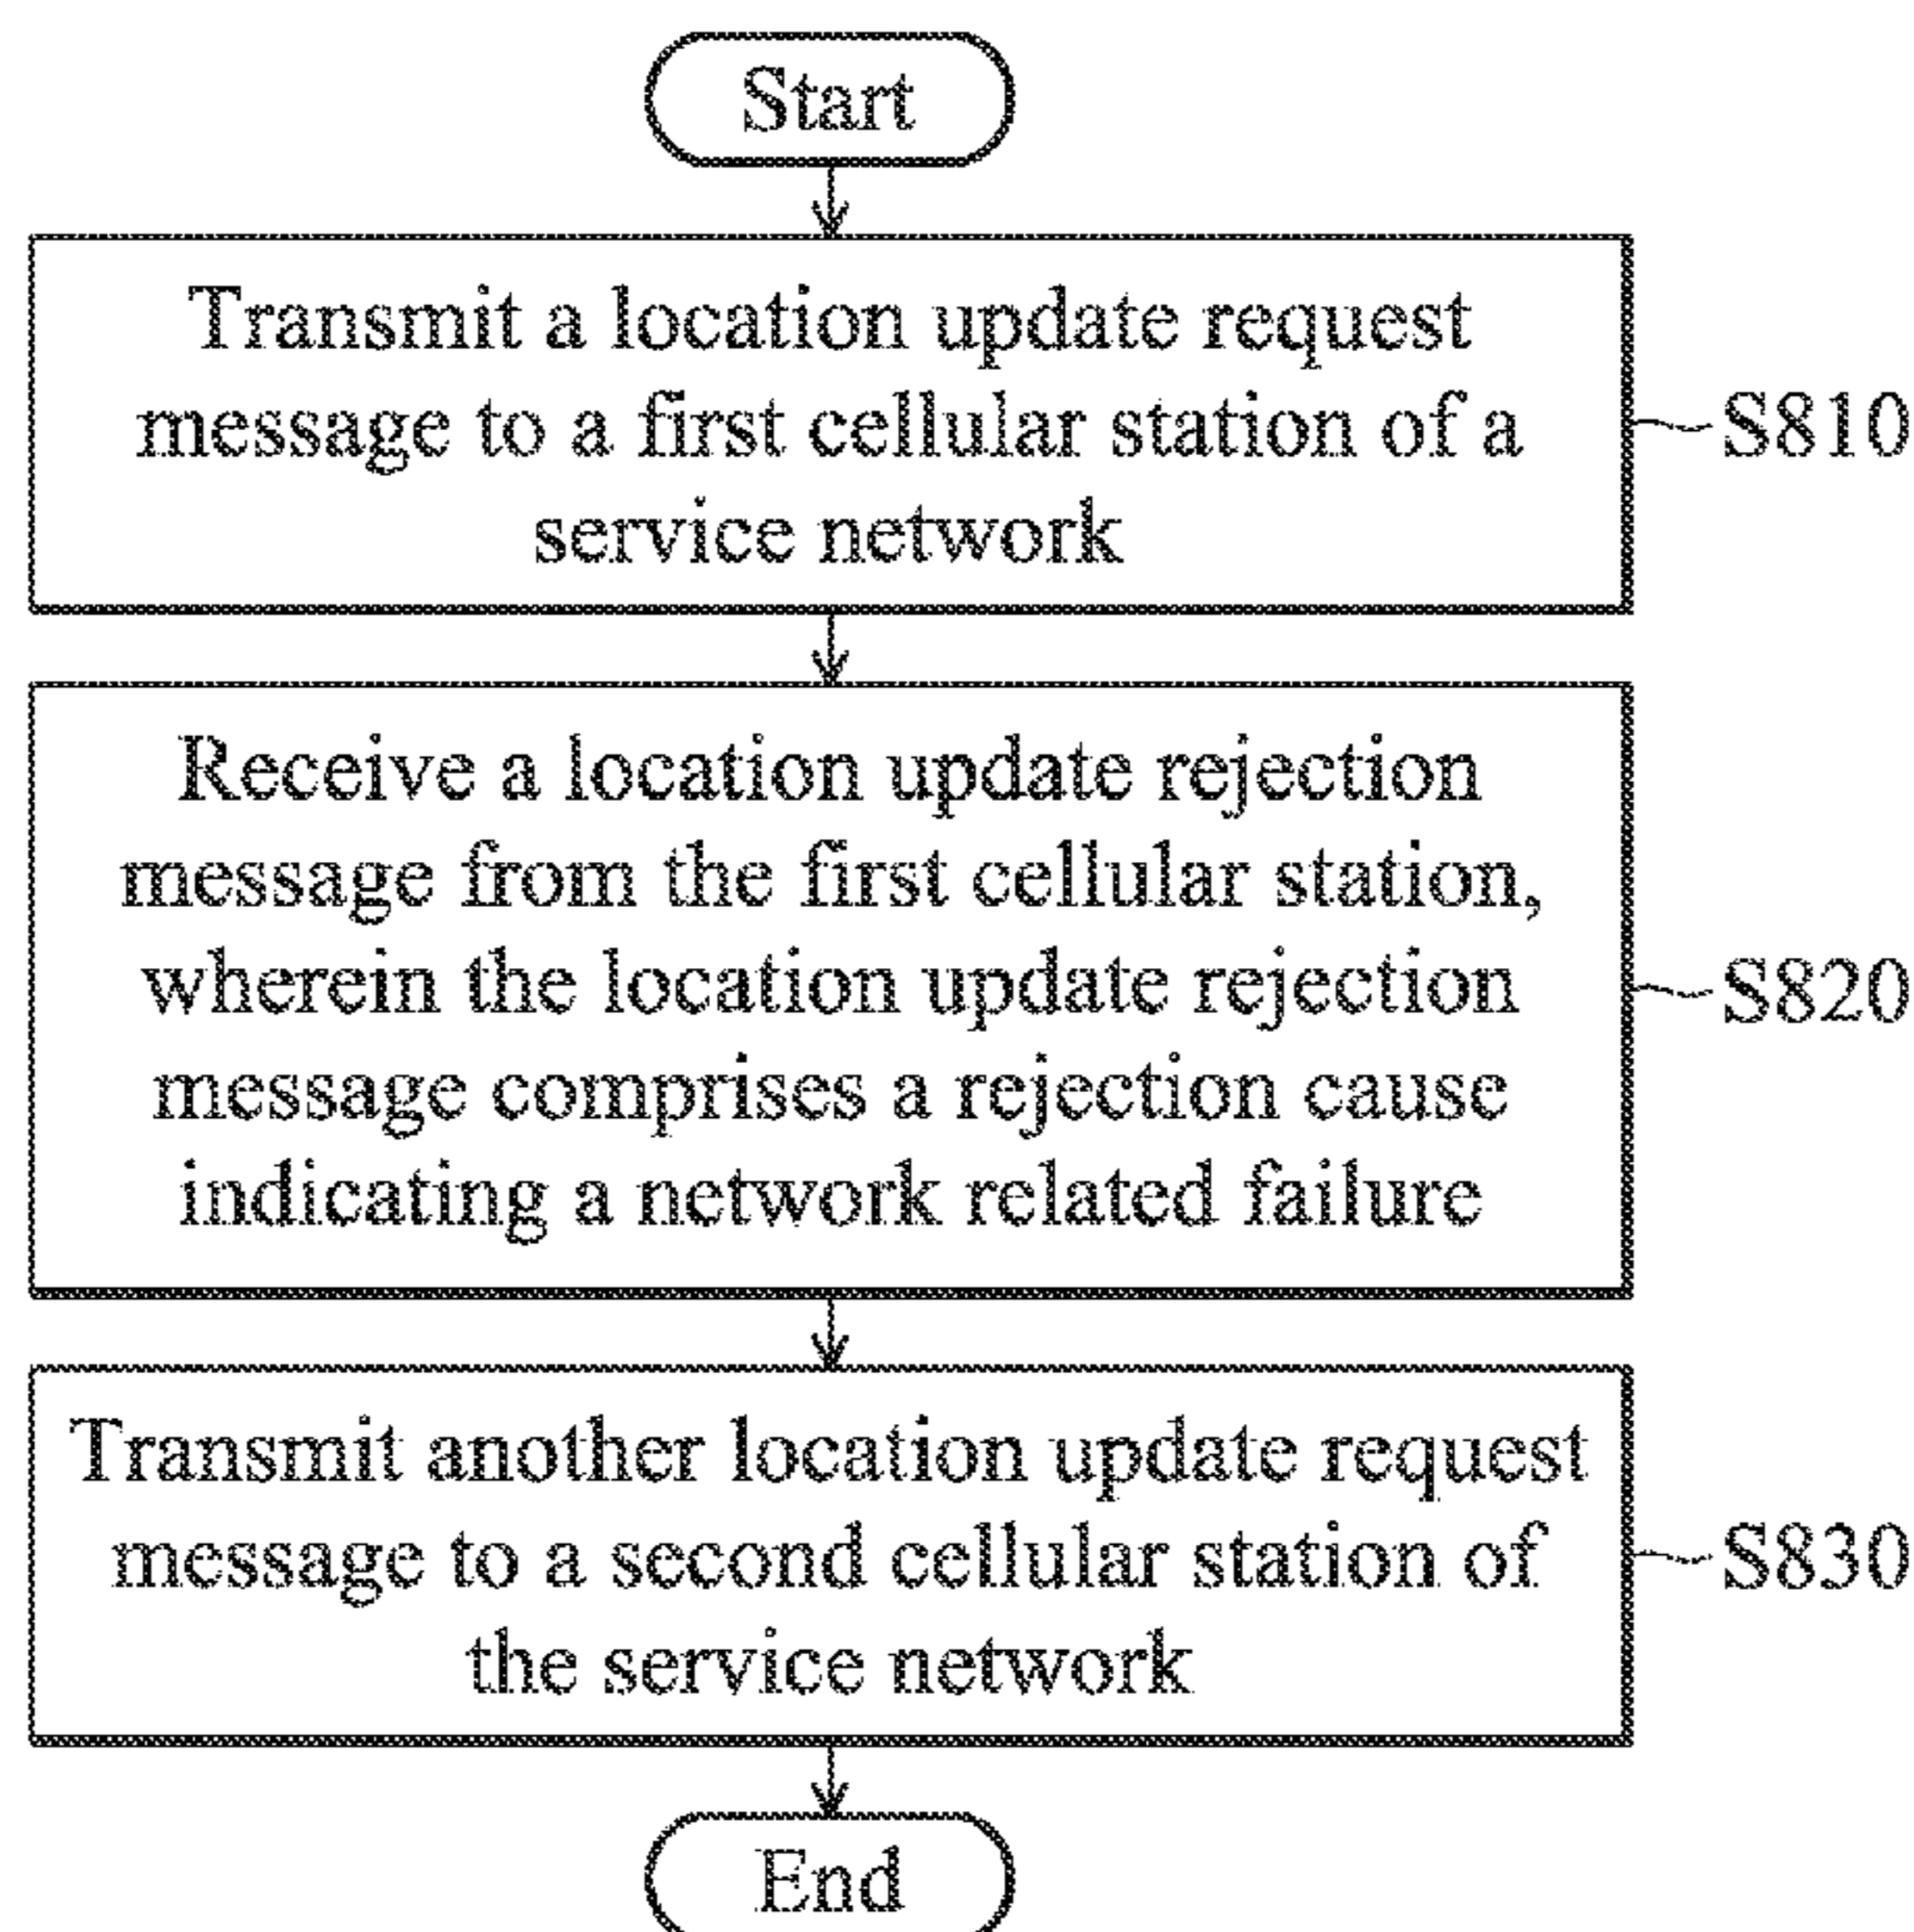 Start
Transmit a location update request
message to a first cellular station of a
service network
S810
Receive a location update rejection
message from the first cellular station,
wherein the location update rejection
message comprises a rejection cause
indicating a network related failure
S820
Transmit another location update request
message to a second cellular station of
the service network
S830
End